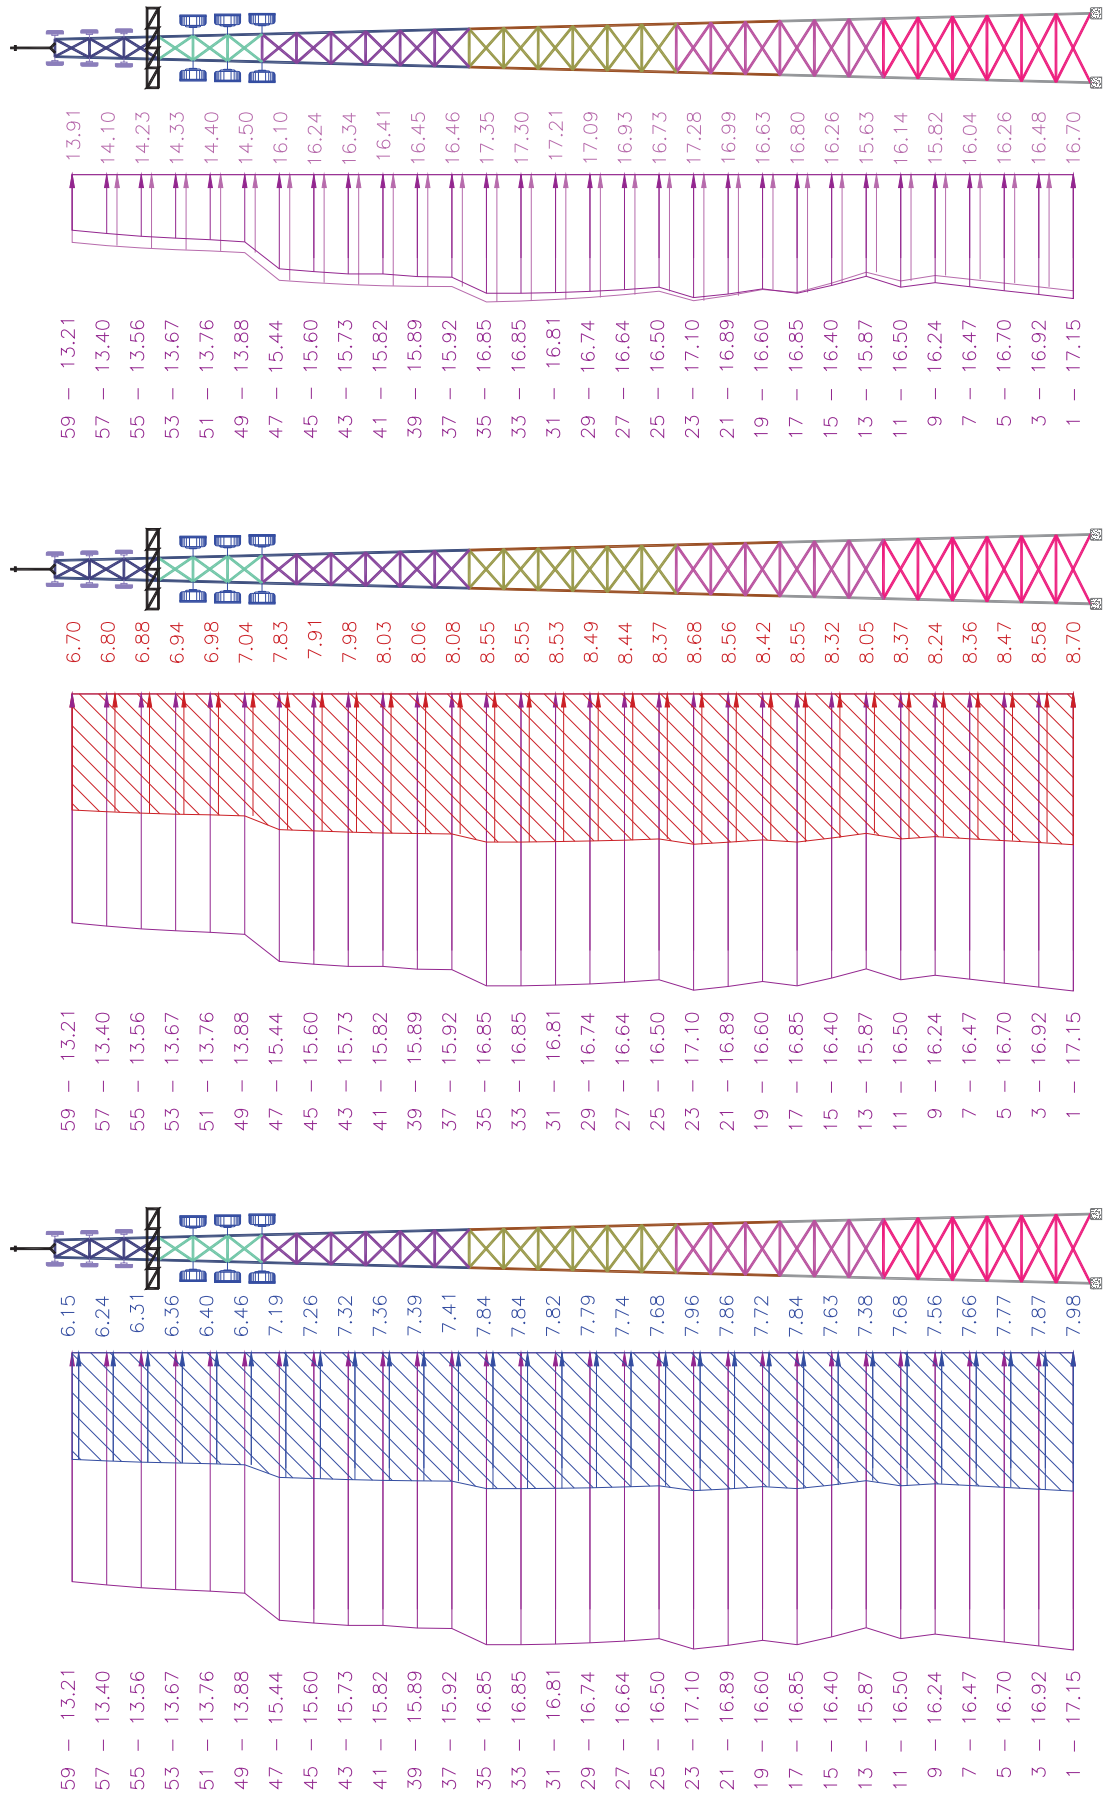 59 – 13.21 6.15
57 – 13.40 6.24
55 – 13.56 6.31
53 – 13.67 6.36
51 – 13.76 6.40
49 – 13.88 6.46
47 – 15.44 7.19
45 – 15.60 7.26
43 – 15.73 7.32
41 – 15.82 7.36
39 – 15.89 7.39
37 – 15.92 7.41
35 – 16.85 7.84
33 – 16.85 7.84
31 – 16.81 7.82
29 – 16.74 7.79
27 – 16.64 7.74
25 – 16.50 7.68
23 – 17.10 7.96
21 – 16.89 7.86
19 – 16.60 7.72
17 – 16.85 7.84
15 – 16.40 7.63
13 – 15.87 7.38
11 – 16.50 7.68
9 – 16.24 7.56
7 – 16.47 7.66
5 – 16.70 7.77
3 – 16.92 7.87
1 – 17.15 7.98
59 – 13.21 6.70
57 – 13.40 6.80
55 – 13.56 6.88
53 – 13.67 6.94
51 – 13.76 6.98
49 – 13.88 7.04
47 – 15.44 7.83
45 – 15.60 7.91
43 – 15.73 7.98
41 – 15.82 8.03
39 – 15.89 8.06
37 – 15.92 8.08
35 – 16.85 8.55
33 – 16.85 8.55
31 – 16.81 8.53
29 – 16.74 8.49
27 – 16.64 8.44
25 – 16.50 8.37
23 – 17.10 8.68
21 – 16.89 8.56
19 – 16.60 8.42
17 – 16.85 8.55
15 – 16.40 8.32
13 – 15.87 8.05
11 – 16.50 8.37
9 – 16.24 8.24
7 – 16.47 8.36
5 – 16.70 8.47
3 – 16.92 8.58
1 – 17.15 8.70
59 – 13.21 13.91
57 – 13.40 14.10
55 – 13.56 14.23
53 – 13.67 14.33
51 – 13.76 14.40
49 – 13.88 14.50
47 – 15.44 16.10
45 – 15.60 16.24
43 – 15.73 16.34
41 – 15.82 16.41
39 – 15.89 16.45
37 – 15.92 16.46
35 – 16.85 17.35
33 – 16.85 17.30
31 – 16.81 17.21
29 – 16.74 17.09
27 – 16.64 16.93
25 – 16.50 16.73
23 – 17.10 17.28
21 – 16.89 16.99
19 – 16.60 16.63
17 – 16.85 16.80
15 – 16.40 16.26
13 – 15.87 15.63
11 – 16.50 16.14
9 – 16.24 15.82
7 – 16.47 16.04
5 – 16.70 16.26
3 – 16.92 16.48
1 – 17.15 16.70